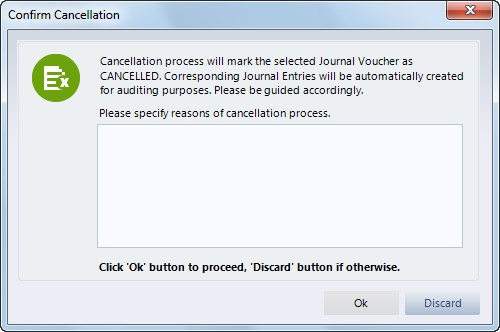 Confirm Cancellation
Cancellation process will mark the selected Journal Voucher as
CANCELLED. Corresponding Journal Entries will be automatically created
for auditing purposes. Please be guided accordingly.
Please specify reasons of cancellation process.
Click 'Ok' button to proceed, 'Discard' button if otherwise.
Ok
Discard